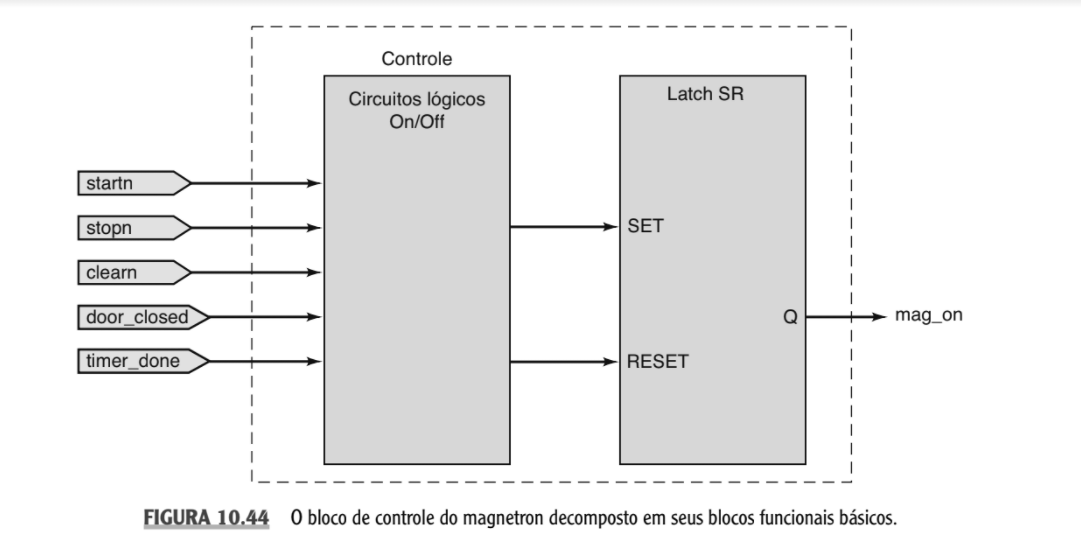 Controle
Circuitos lógicos
On/Off
Latch SR
startn
stopn
clearn
door_closed
timer_done
SET
RESET
Q
mag_on
FIGURA 10.44 O bloco de controle do magnetron decomposto em seus blocos funcionais básicos.